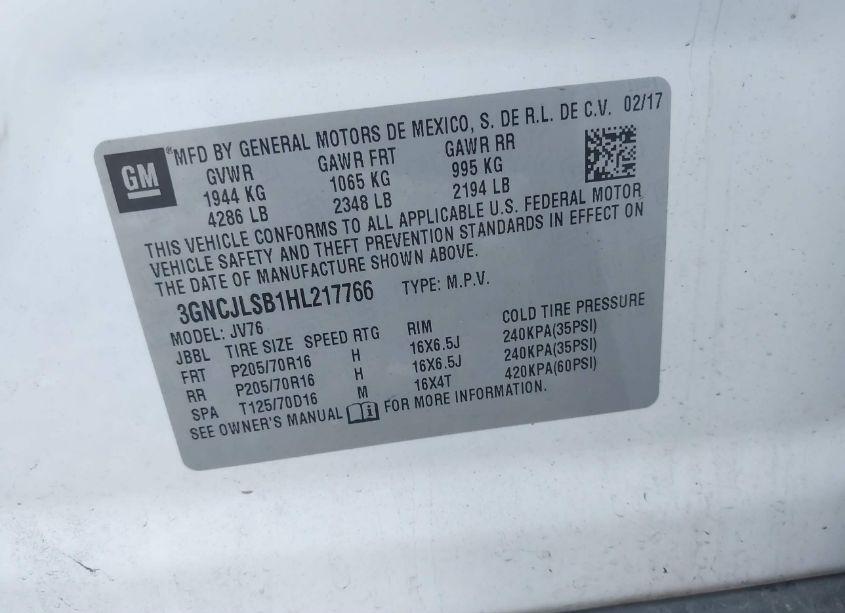 GM
®MFD BY GENERAL MOTORS DE MEXICO, S. DE R.L. DE C.V. 02/17
GVWR GAWR FRT GAWR RR
1944 KG 1065 KG 995 KG
4286 LB 2348 LB 2194 LB
THIS VEHICLE CONFORMS TO ALL APPLICABLE U.S. FEDERAL MOTOR
VEHICLE SAFETY AND THEFT PREVENTION STANDARDS IN EFFECT ON
THE DATE OF MANUFACTURE SHOWN ABOVE.
3GNCJLSB1HL217766 TYPE: M.P.V.
MODEL: JV76
JBBL TIRE SIZE SPEED RTG RIM COLD TIRE PRESSURE
FRT P205/70R16 H 16X6.5J 240KPA(35PSI)
RR P205/70R16 H 16X6.5J 240KPA(35PSI)
SPA T125/70D16 M 16X4T 420KPA(60PSI)
SEE OWNER'S MANUAL FOR MORE INFORMATION.